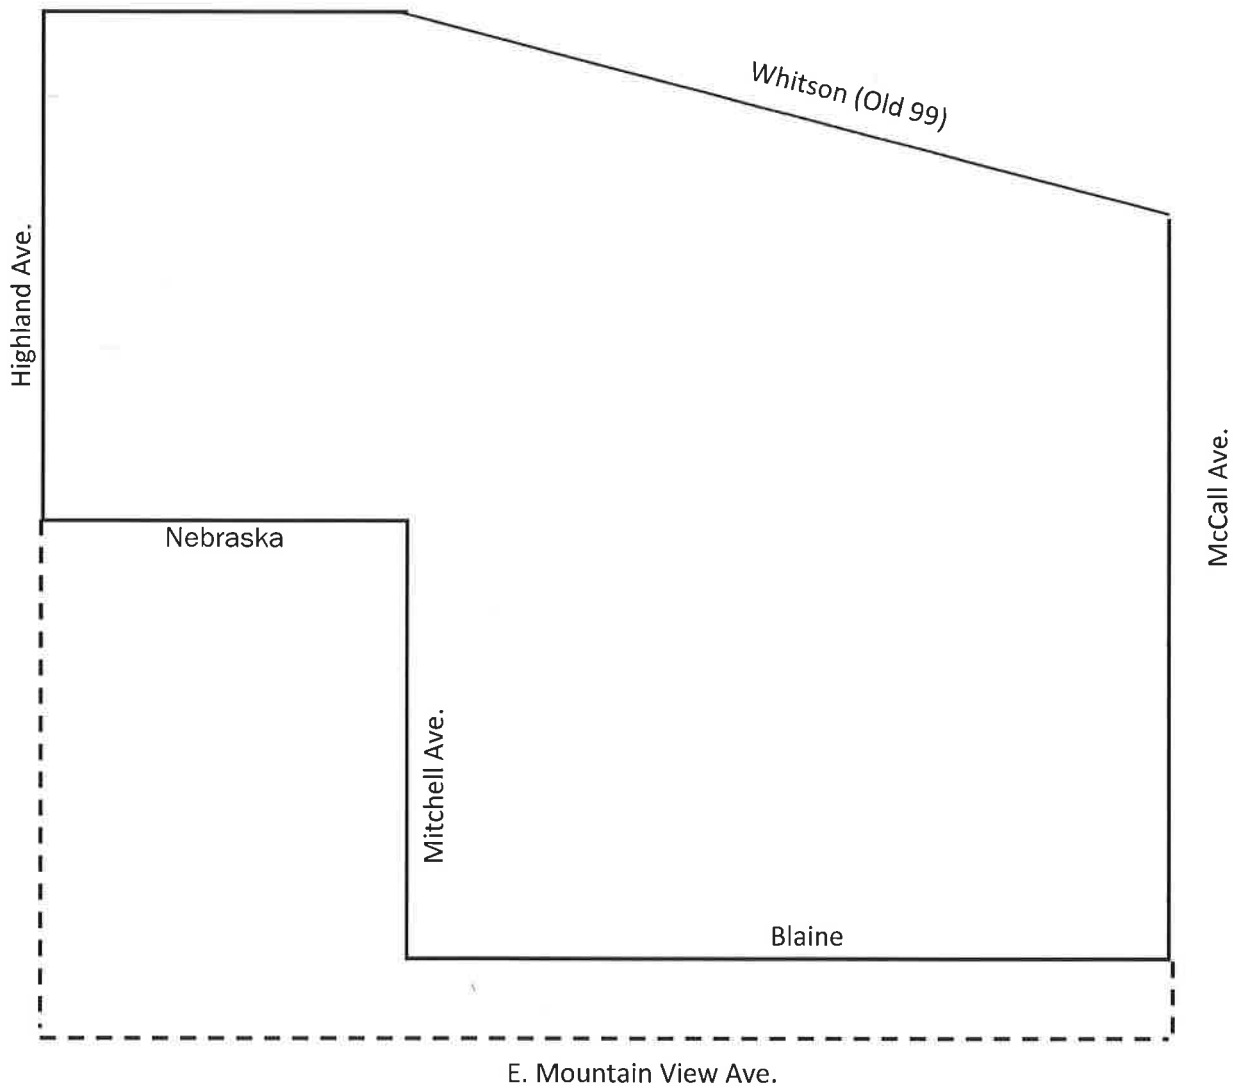 Whitson (Old 99)
Highland Ave.
McCall Ave.
Nebraska
Mitchell Ave.
Blaine
E. Mountain View Ave.